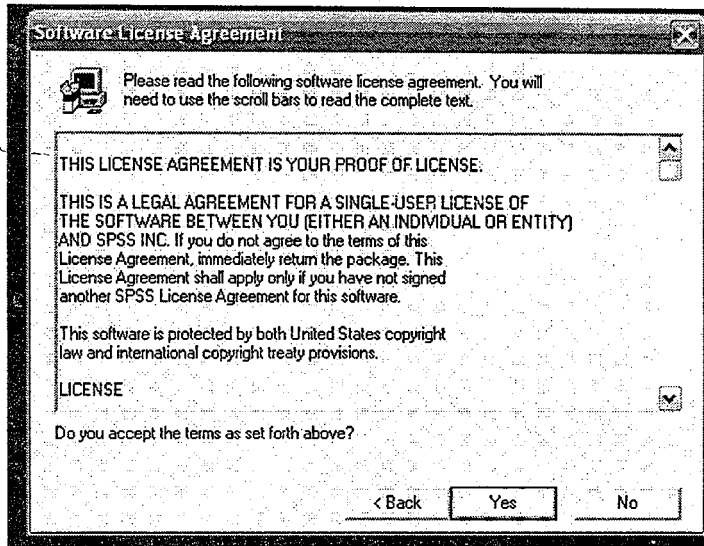 Software License Agreement
Please read the following software license agreement. You will
need to use the scroll bars to read the complete text.
THIS LICENSE AGREEMENT IS YOUR PROOF OF LICENSE.
THIS IS A LEGAL AGREEMENT FOR A SINGLE-USER LICENSE OF
THE SOFTWARE BETWEEN YOU (EITHER AN INDIVIDUAL OR ENTITY)
AND SPSS INC. If you do not agree to the terms of this
License Agreement, immediately return the package. This
License Agreement shall apply only if you have not signed
another SPSS License Agreement for this software.
This software is protected by both United States copyright
law and international copyright treaty provisions.
LICENSE
Do you accept the terms as set forth above?
< Back Yes No